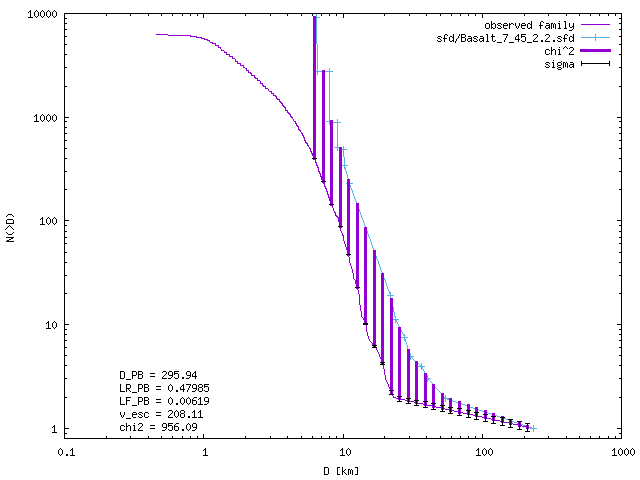 10000
1000
100
10
1
N(>D)
observed family
sfd/Basalt_7_45_2.2.sfd
chi^2
sigma
D_PB = 295.94
LR_PB = 0.47985
LF_PB = 0.00619
v_esc = 208.11
chi2 = 956.09
0.1 1 10 100 1000
D [km]